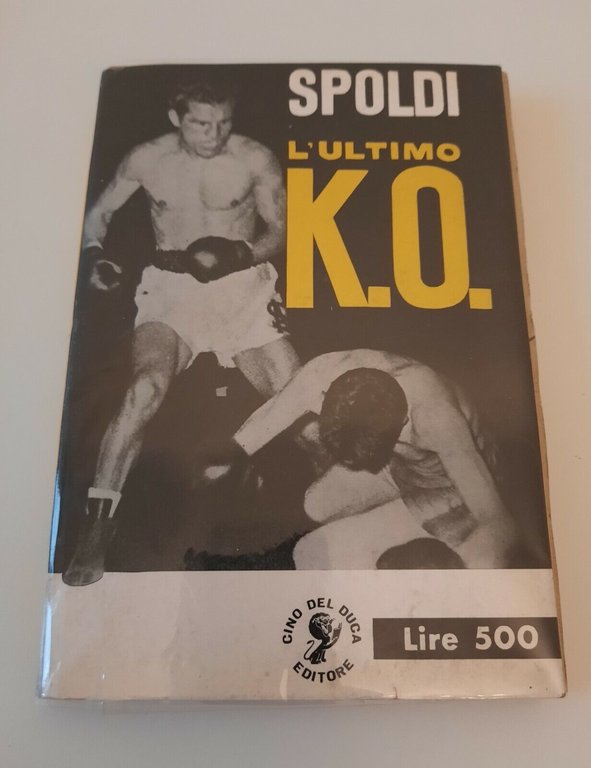 SPOLDI
L'ULTIMO
K.O.
CINO DEL DUCA
EDITORE
Lire 500